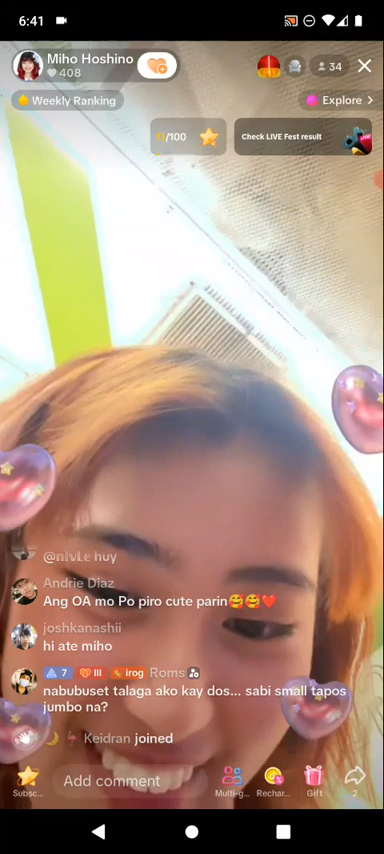 6:41
Miho Hoshino
408
34
Weekly Ranking
Explore
/100
Check LIVE Fest result
huy
Andrie Diaz
Ang OA mo Po piro cute parin🥰🥰❤️
joshkanashii
hi ate miho
7 III irog Roms
nabubuset talaga ako kay dos... sabi small tapos
jumbo na?
Keidran joined
Subsc...
Add comment
Multi-g...
Rechar...
Gift
2